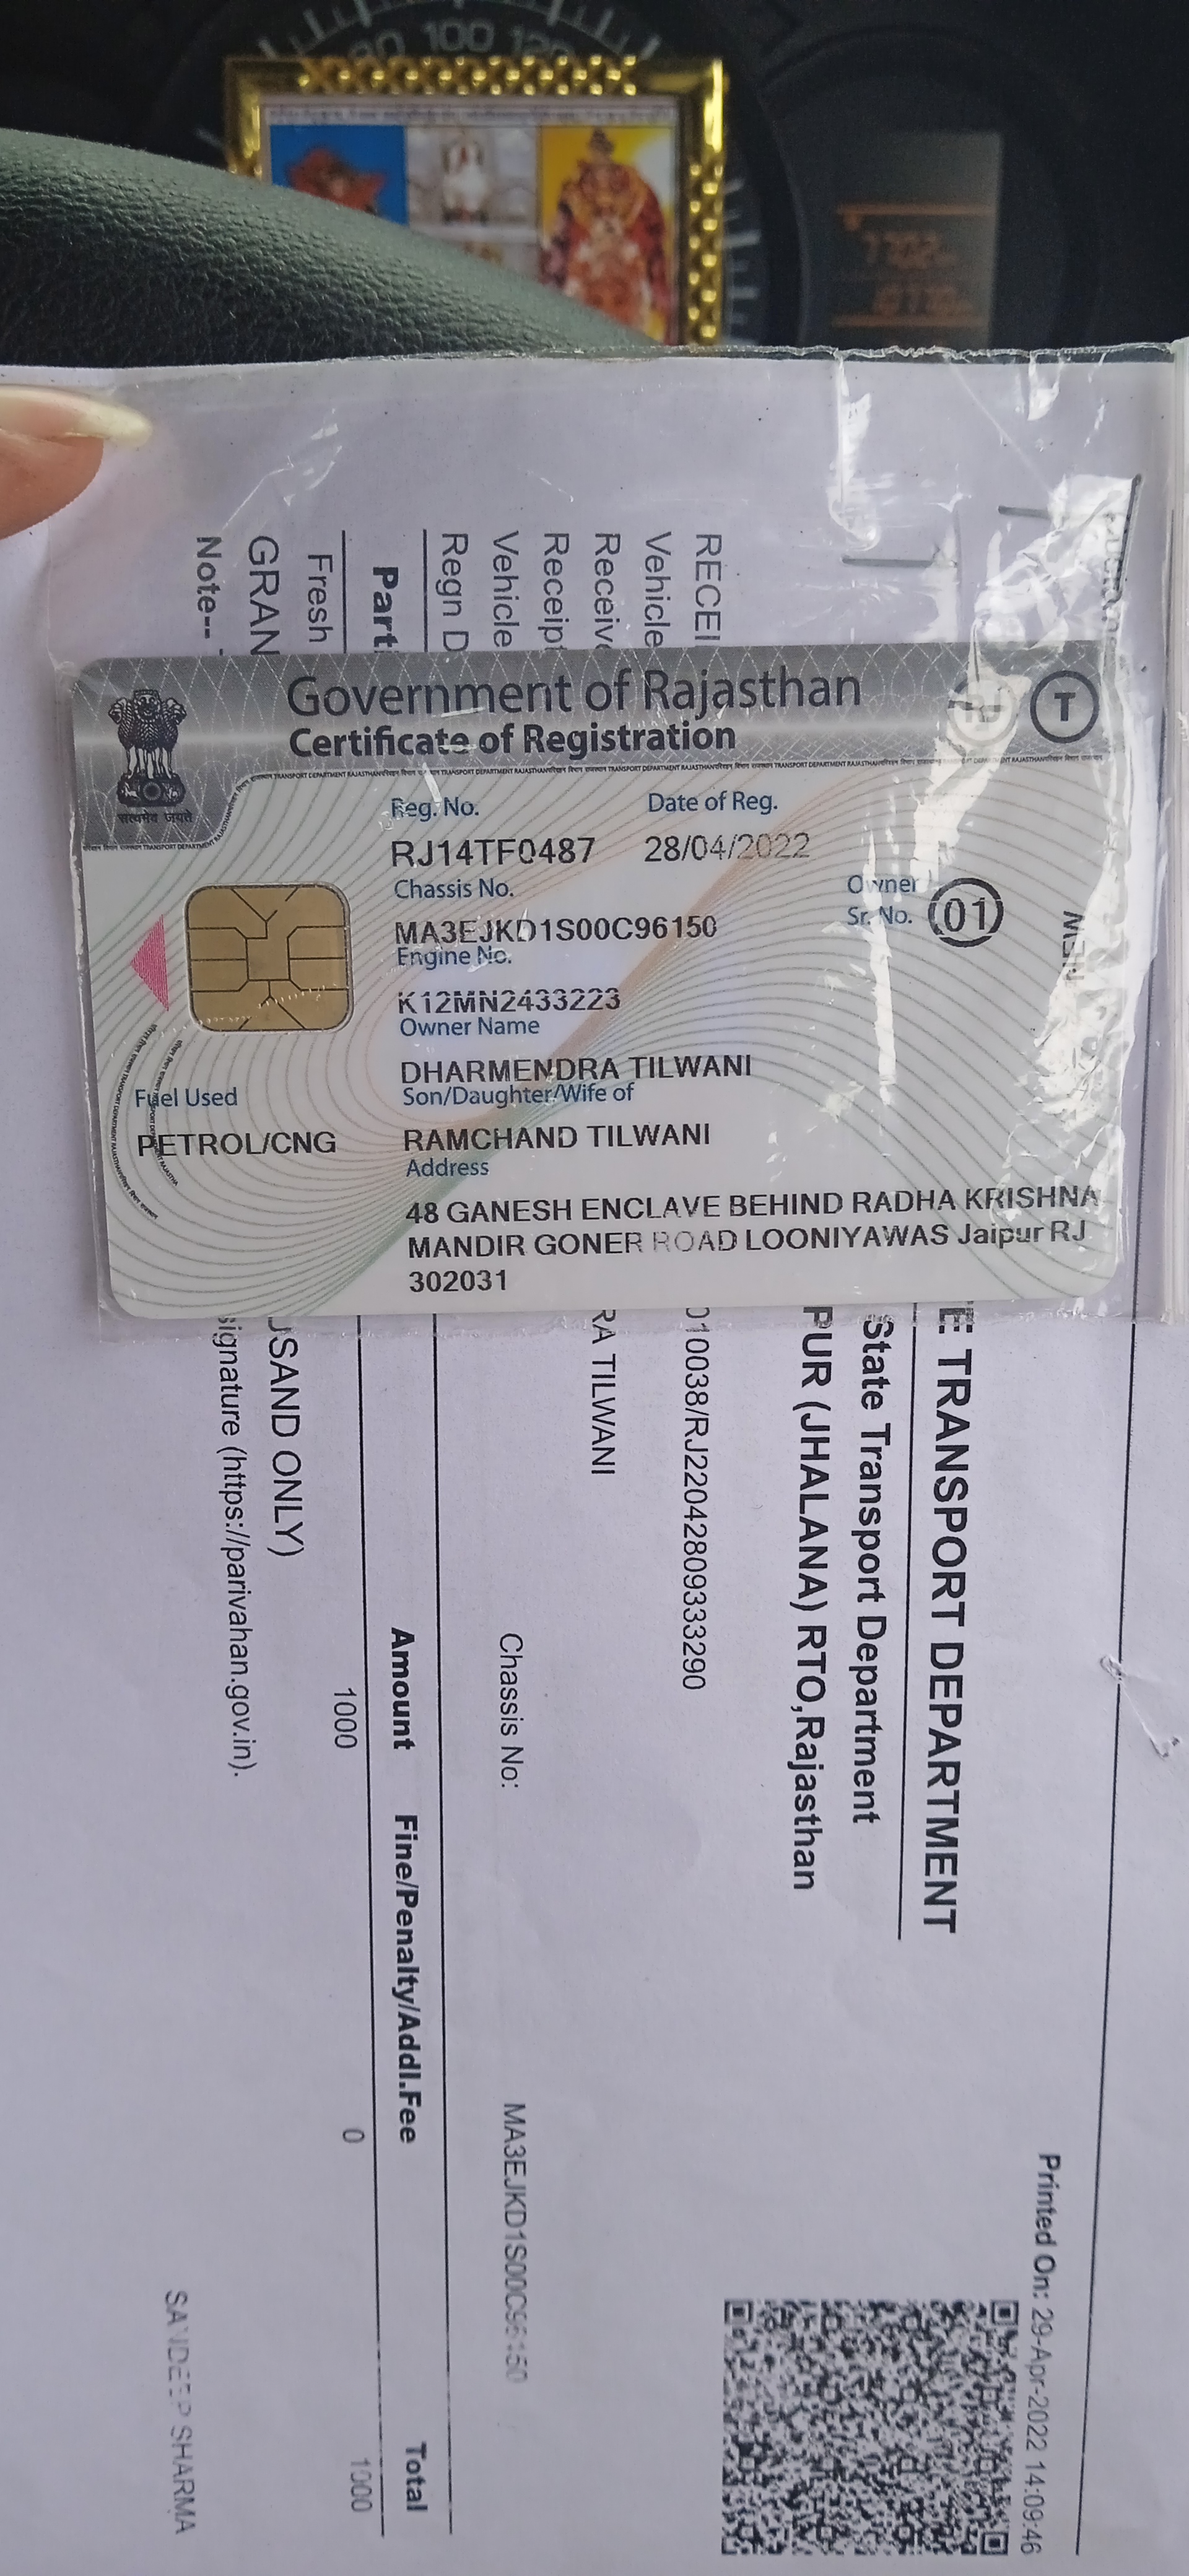 80 100 120
Government of Rajasthan
Certificate of Registration
T
सत्यमेव जयते
Reg. No.
Date of Reg.
RJ14TF0487
28/04/2022
Chassis No.
Owner
Sr. No.
01
MA3EJKD1S00C96150
Engine No.
K12MN2433223
Owner Name
DHARMENDRA TILWANI
Son/Daughter/Wife of
Fuel Used
PETROL/CNG
RAMCHAND TILWANI
Address
48 GANESH ENCLAVE BEHIND RADHA KRISHNA
MANDIR GONER ROAD LOONIYAWAS Jaipur RJ
302031
Printed On: 29-Apr-2022 14:09:46
E TRANSPORT DEPARTMENT
State Transport Department
PUR (JHALANA) RTO,Rajasthan
RECEI
10038/RJ22042809333290
Vehicle
Receive
RA TILWANI
Receipt
Vehicle
Chassis No:
MA3EJKD1S00C96150
Regn D
Part
Amount
Fine/Penalty/Addl.Fee
Total
Fresh
1000
0
1000
GRAN
USAND ONLY)
Note--
signature (https://parivahan.gov.in).
SANDEEP SHARMA